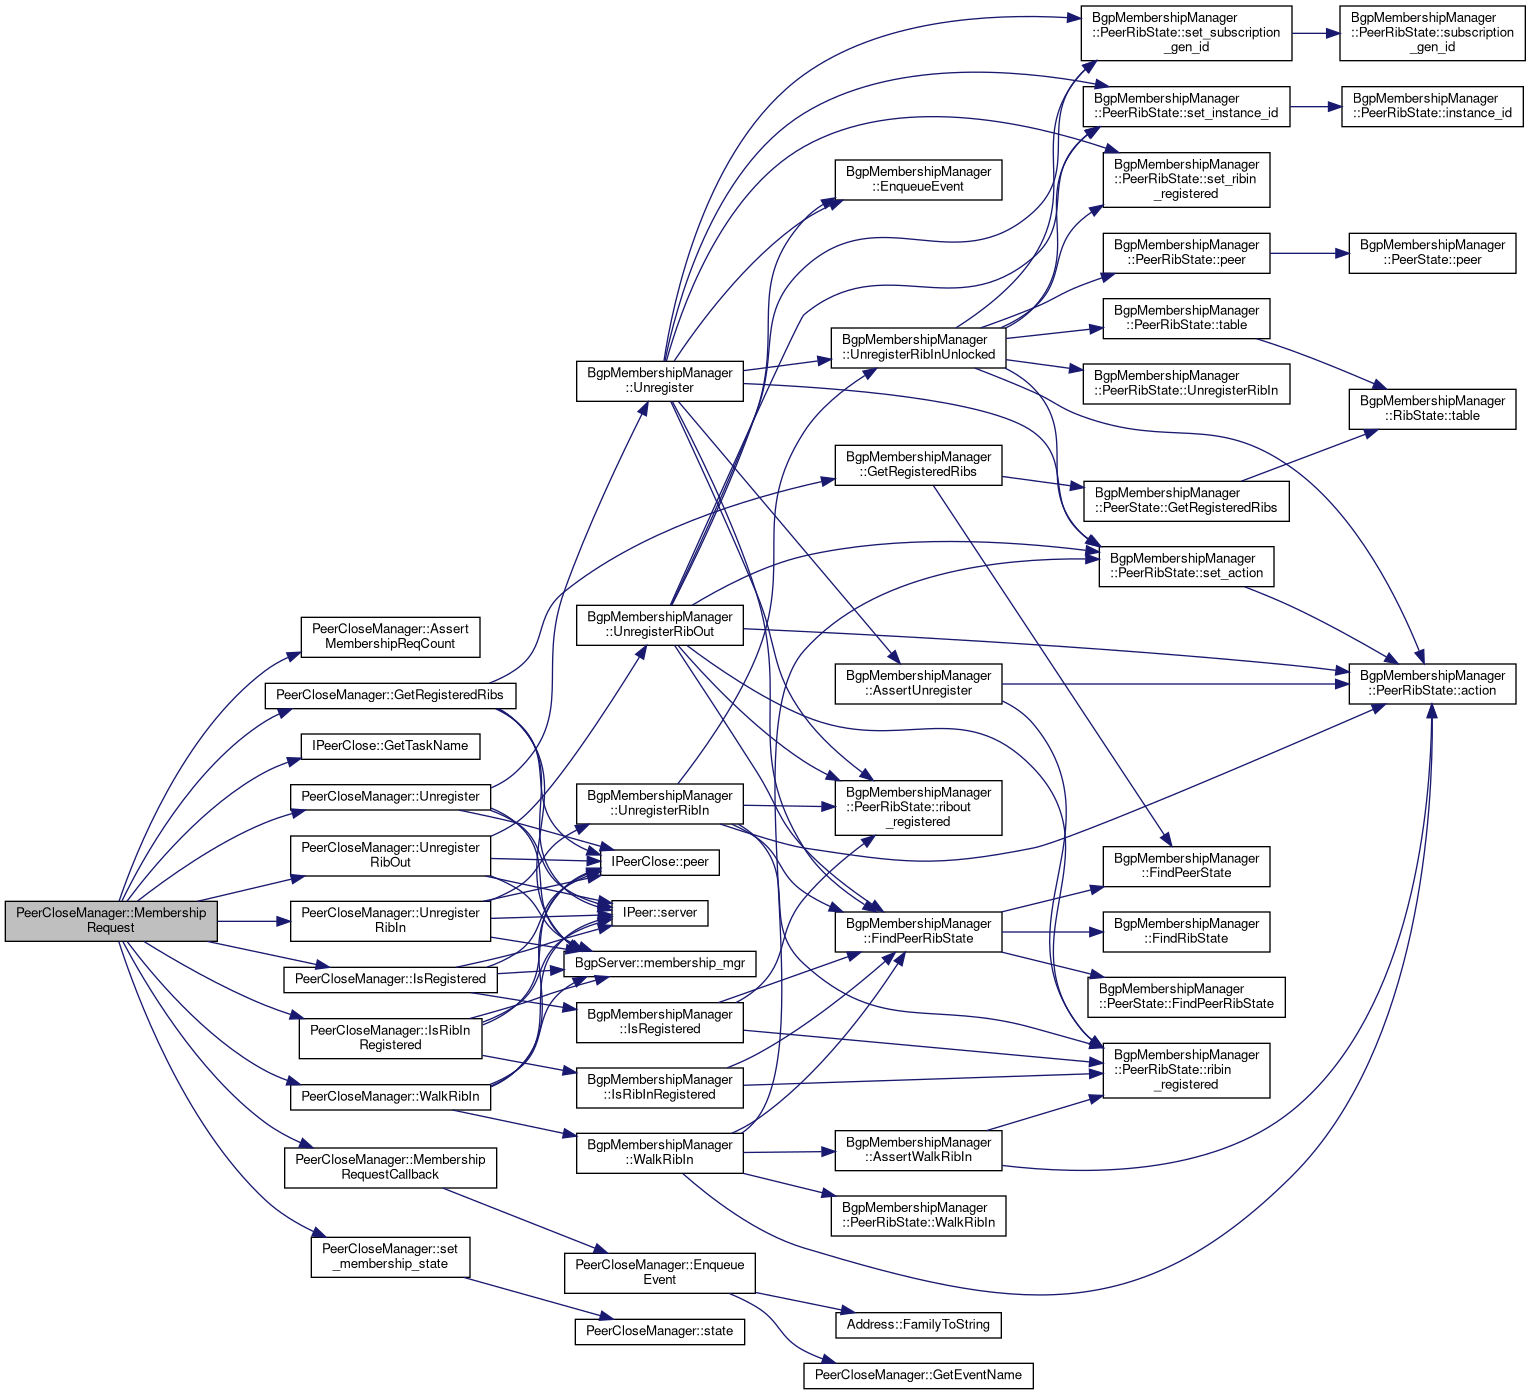 PeerCloseManager::Membership
Request
PeerCloseManager::Assert
MembershipReqCount
PeerCloseManager::GetRegisteredRibs
IPeerClose::GetTaskName
PeerCloseManager::Unregister
PeerCloseManager::Unregister
RibOut
PeerCloseManager::Unregister
RibIn
PeerCloseManager::IsRegistered
PeerCloseManager::IsRibIn
Registered
PeerCloseManager::WalkRibIn
PeerCloseManager::Membership
RequestCallback
PeerCloseManager::set
_membership_state
BgpMembershipManager
::Unregister
BgpMembershipManager
::UnregisterRibOut
BgpMembershipManager
::UnregisterRibIn
IPeerClose::peer
IPeer::server
BgpServer::membership_mgr
BgpMembershipManager
::IsRegistered
BgpMembershipManager
::IsRibInRegistered
BgpMembershipManager
::WalkRibIn
PeerCloseManager::Enqueue
Event
PeerCloseManager::state
BgpMembershipManager
::EnqueueEvent
BgpMembershipManager
::UnregisterRibInUnlocked
BgpMembershipManager
::GetRegisteredRibs
BgpMembershipManager
::AssertUnregister
BgpMembershipManager
::PeerRibState::ribout
_registered
BgpMembershipManager
::FindPeerRibState
BgpMembershipManager
::AssertWalkRibIn
BgpMembershipManager
::PeerRibState::WalkRibIn
Address::FamilyToString
PeerCloseManager::GetEventName
BgpMembershipManager
::PeerRibState::set_subscription
_gen_id
BgpMembershipManager
::PeerRibState::set_instance_id
BgpMembershipManager
::PeerRibState::set_ribin
_registered
BgpMembershipManager
::PeerRibState::peer
BgpMembershipManager
::PeerRibState::table
BgpMembershipManager
::PeerRibState::UnregisterRibIn
BgpMembershipManager
::PeerState::GetRegisteredRibs
BgpMembershipManager
::PeerRibState::set_action
BgpMembershipManager
::FindPeerState
BgpMembershipManager
::FindRibState
BgpMembershipManager
::PeerState::FindPeerRibState
BgpMembershipManager
::PeerRibState::ribin
_registered
BgpMembershipManager
::PeerRibState::subscription
_gen_id
BgpMembershipManager
::PeerRibState::instance_id
BgpMembershipManager
::PeerState::peer
BgpMembershipManager
::RibState::table
BgpMembershipManager
::PeerRibState::action